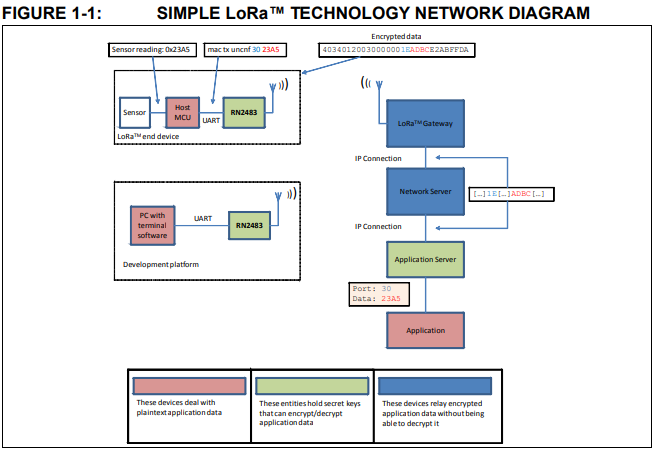 FIGURE 1-1: SIMPLE LoRa™ TECHNOLOGY NETWORK DIAGRAM
Encrypted data
Sensor reading: 0x23A5
mac tx uncnf 30 23A5
40340120030000001EADBCE2ABFFDA
Sensor
Host
MCU
UART
RN2483
LoRa™ end device
LoRa™ Gateway
IP Connection
Network Server
[…]1E[…]ADBC[…]
IP Connection
PC with
terminal
software
UART
RN2483
Development platform
Application Server
Port: 30
Data: 23A5
Application
These devices deal with
plaintext application data
These entities hold secret keys
that can encrypt/decrypt
application data
These devices relay encrypted
application data without being
able to decrypt it